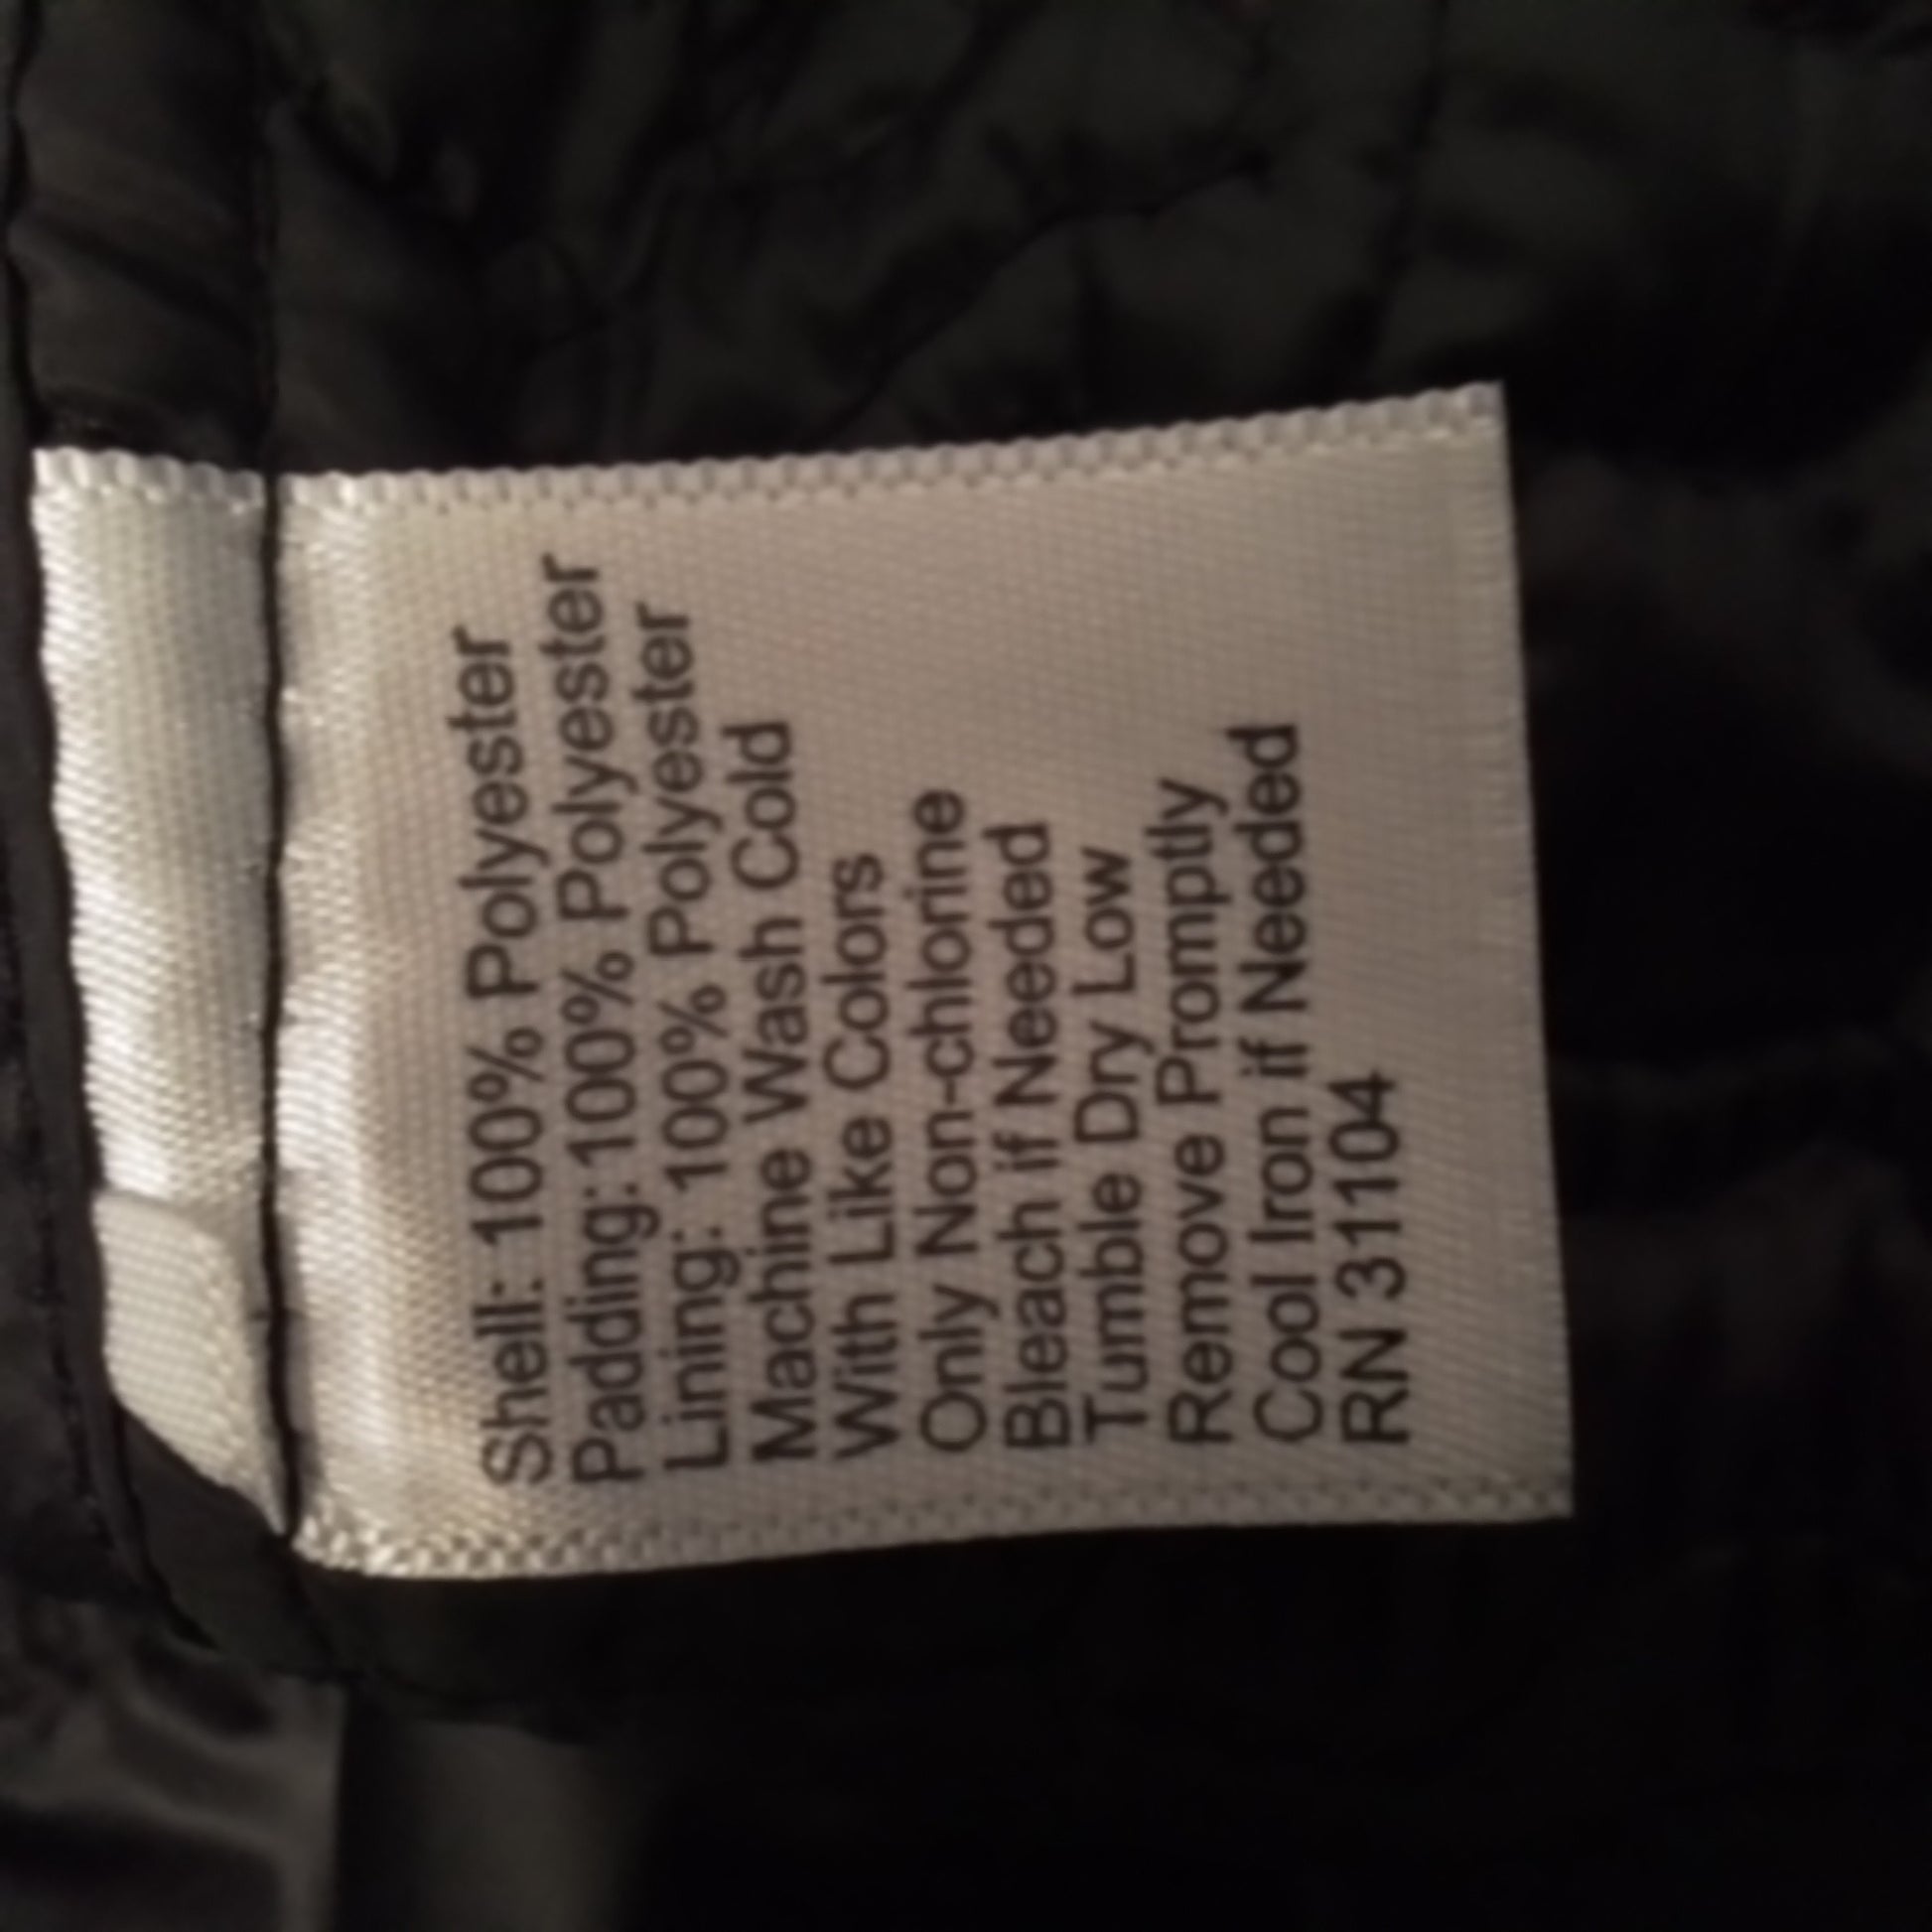 Shell: 100% Polyester
Padding: 100% Polyester
Lining: 100% Polyester
Machine Wash Cold
With Like Colors
Only Non-chlorine
Bleach if Needed
Tumble Dry Low
Remove Promptly
Cool Iron if Needed
RN 31104